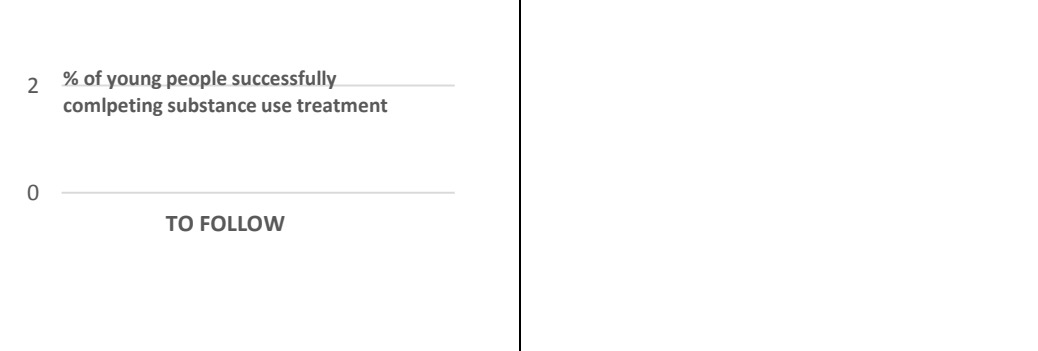 2
% of young people successfully
comlpeting substance use treatment
0
TO FOLLOW